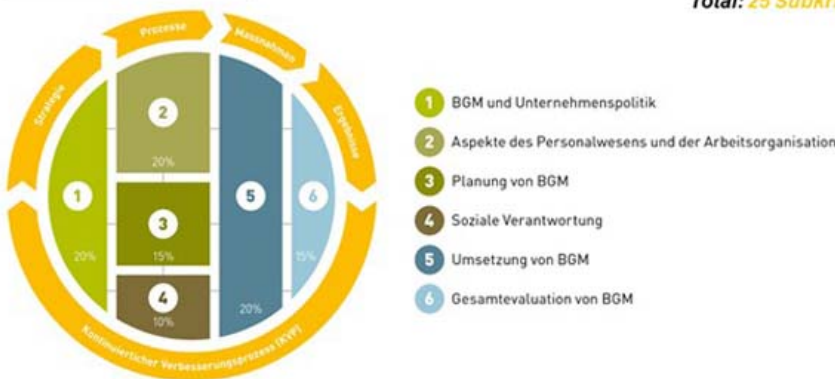 Total: 25
Strategie
Prozesse
Massnahmen
Ergebnisse
1
20%
2
20%
3
15%
4
10%
5
20%
6
15%
Kontinuierlicher Verbesserungsprozess (KVP)
1 BGM und Unternehmenspolitik
2 Aspekte des Personalwesens und der Arbeitsorganisation
3 Planung von BGM
4 Soziale Verantwortung
5 Umsetzung von BGM
6 Gesamtevaluation von BGM